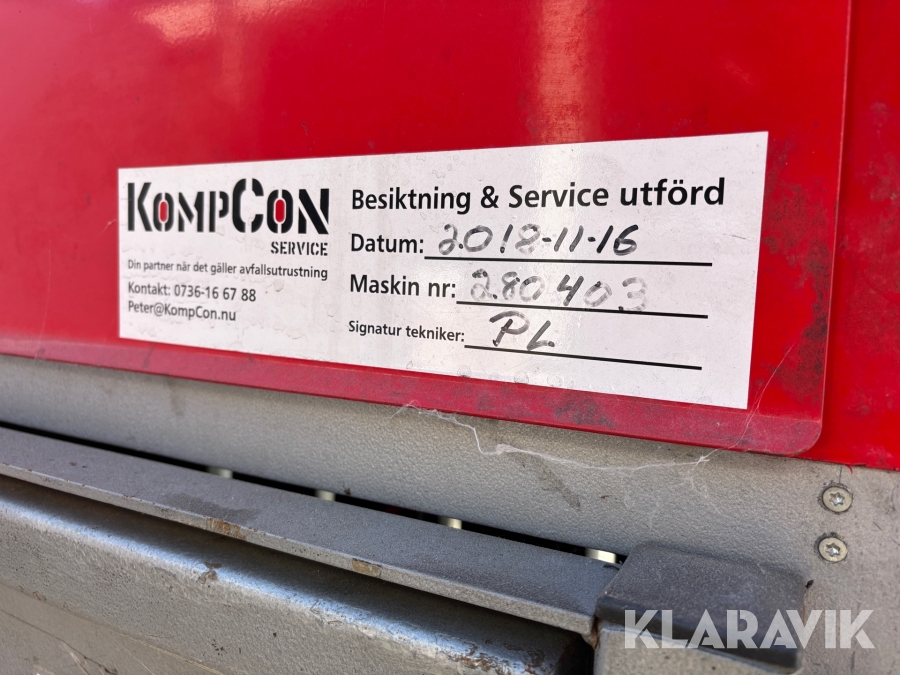 KOMPCON
SERVICE
Din partner när det gäller avfallsutrustning
Kontakt: 0736-16 67 88
Peter@KompCon.nu
Besiktning & Service utförd
Datum: 2018-11-16
Maskin nr: 280403
Signatur tekniker: PL
KLARAVIK